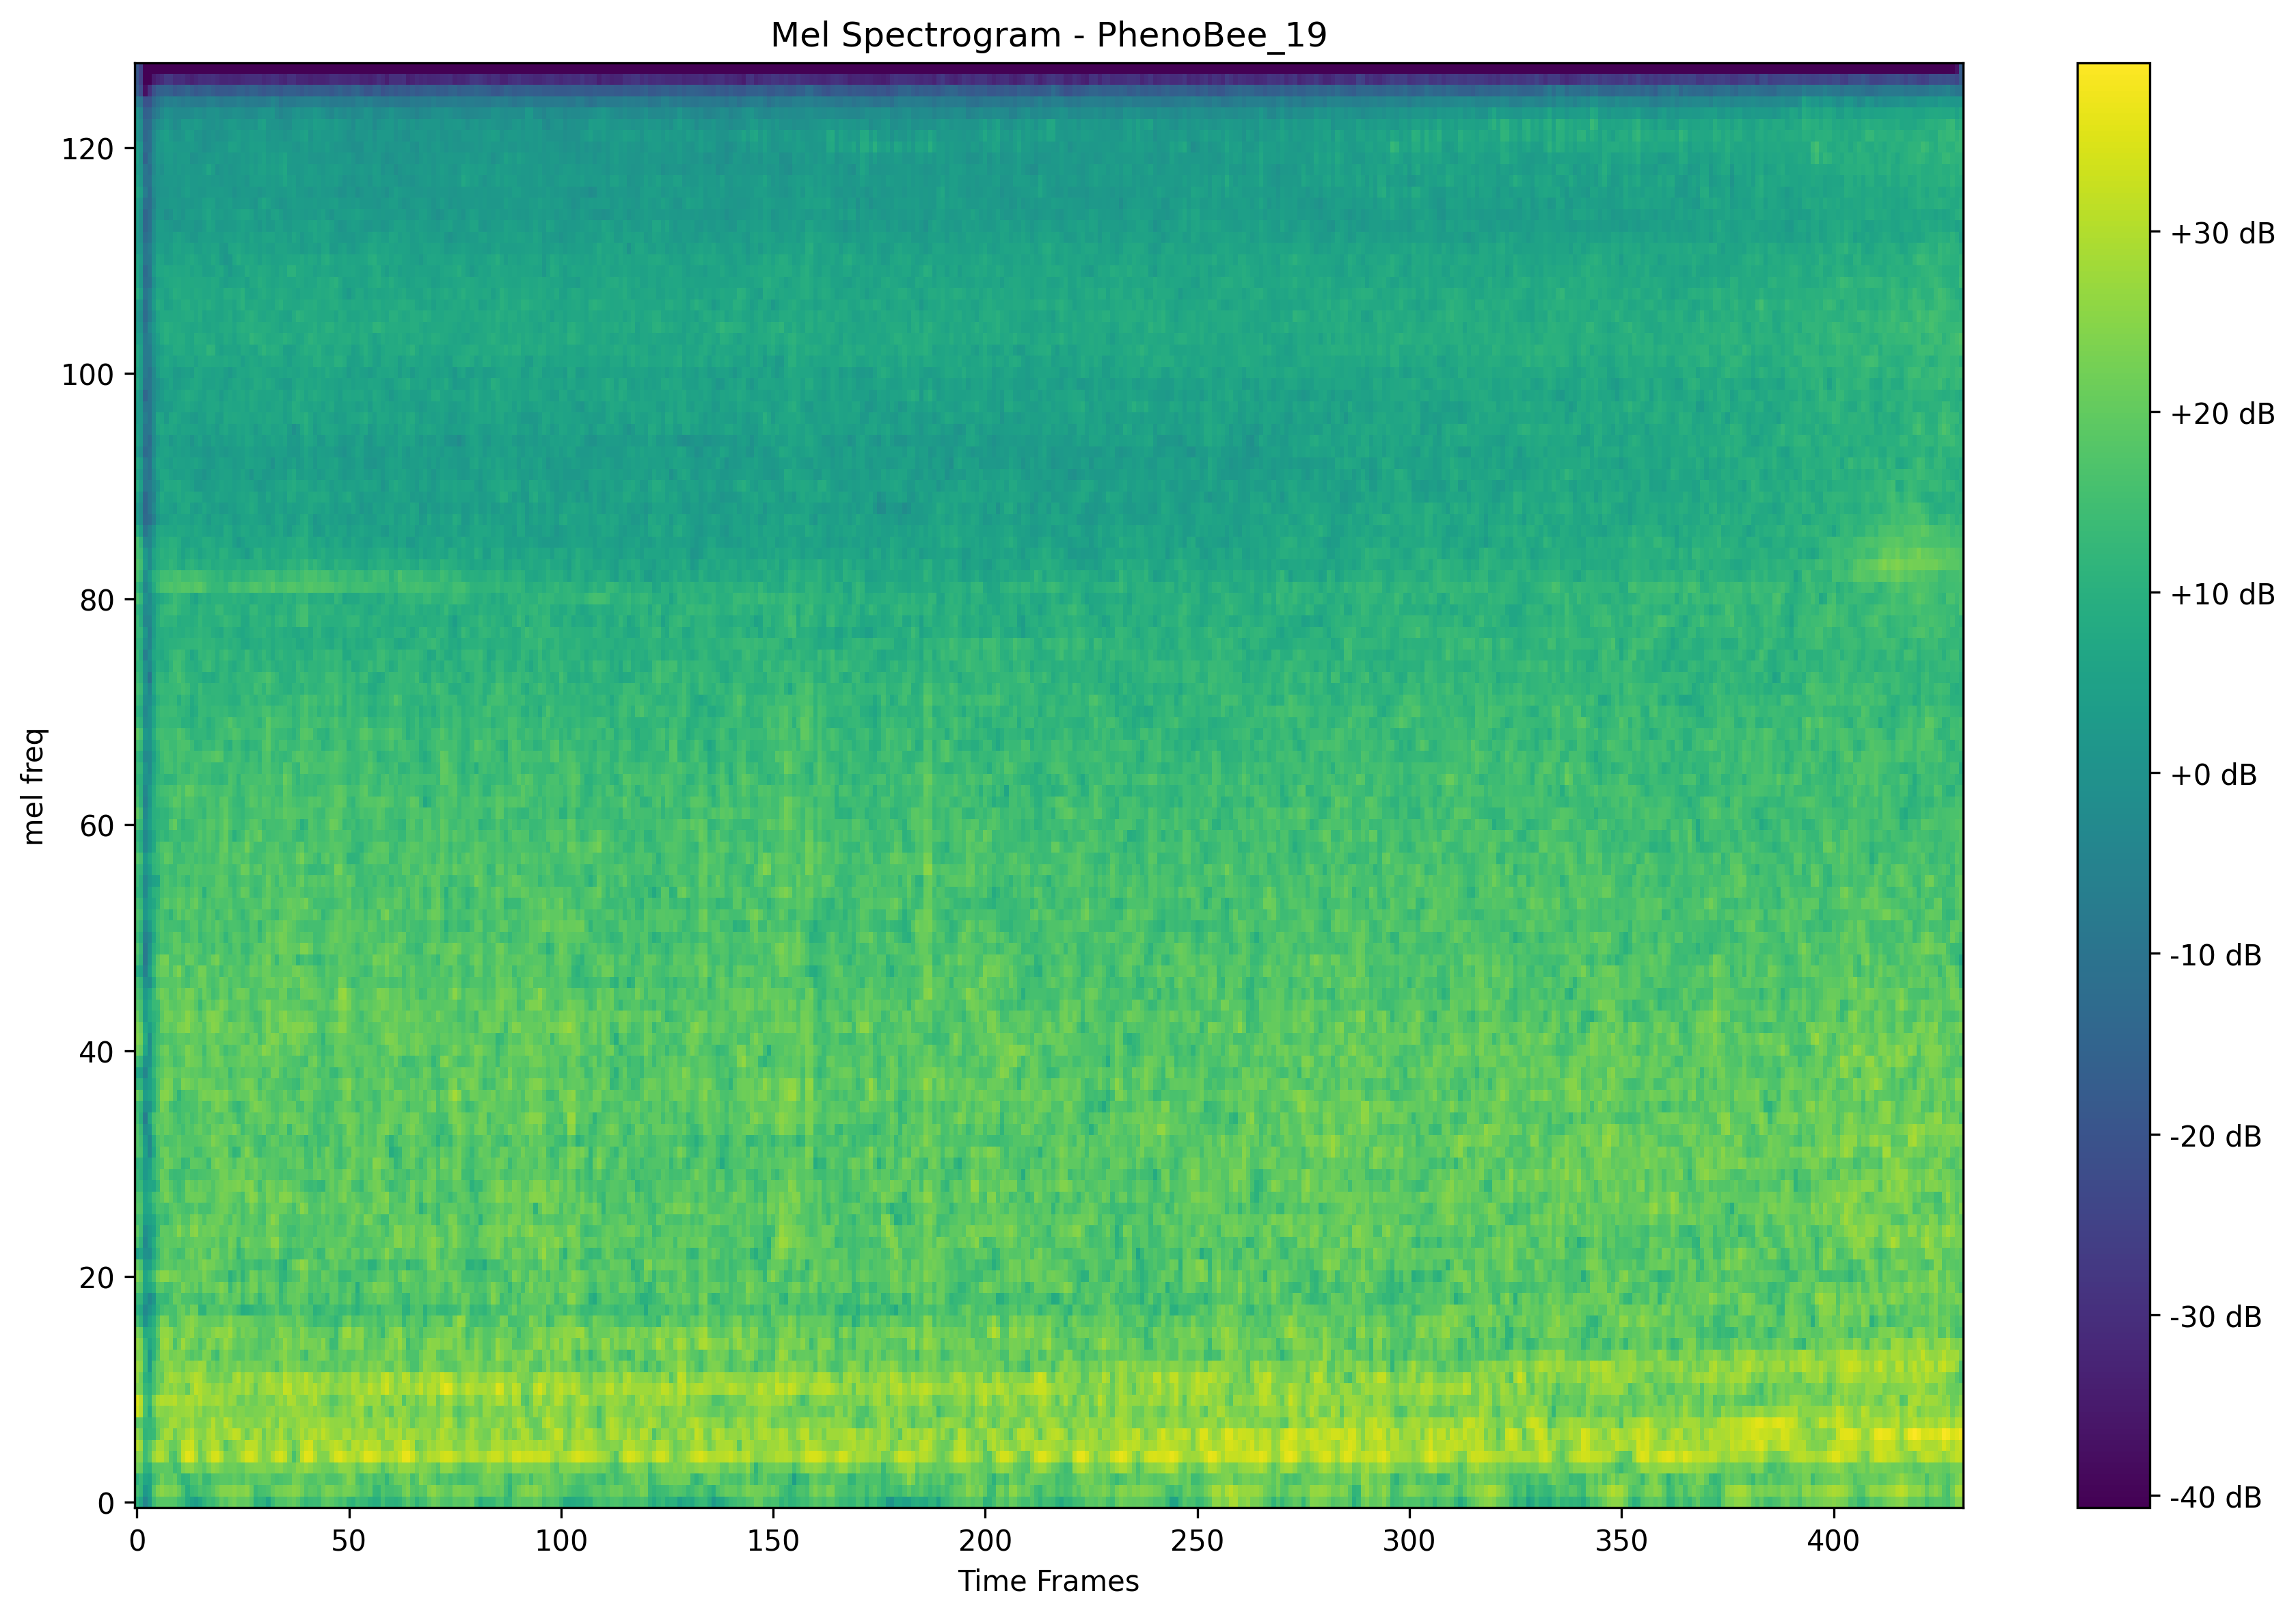 Mel Spectrogram - PhenoBee_19
mel freq
120
100
80
60
40
20
0
0 50 100 150 200 250 300 350 400
Time Frames
+30 dB
+20 dB
+10 dB
+0 dB
-10 dB
-20 dB
-30 dB
-40 dB